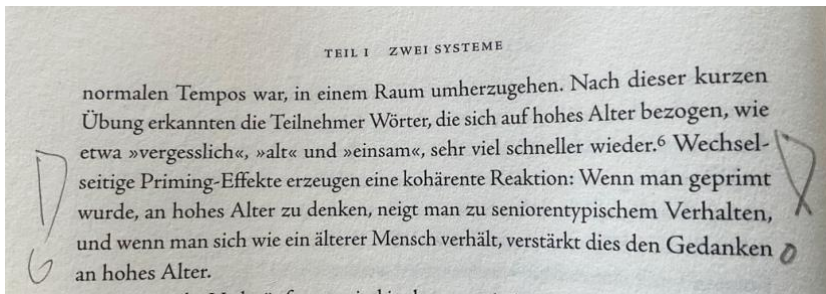 TEIL I ZWEI SYSTEME
normalen Tempos war, in einem Raum umherzugehen. Nach dieser kurzen
Übung erkannten die Teilnehmer Wörter, die sich auf hohes Alter bezogen, wie
etwa »vergesslich«, »alt« und »einsam«, sehr viel schneller wieder.⁶ Wechsel-
seitige Priming-Effekte erzeugen eine kohärente Reaktion: Wenn man geprimt
wurde, an hohes Alter zu denken, neigt man zu seniorentypischem Verhalten,
und wenn man sich wie ein älterer Mensch verhält, verstärkt dies den Gedanken
an hohes Alter.